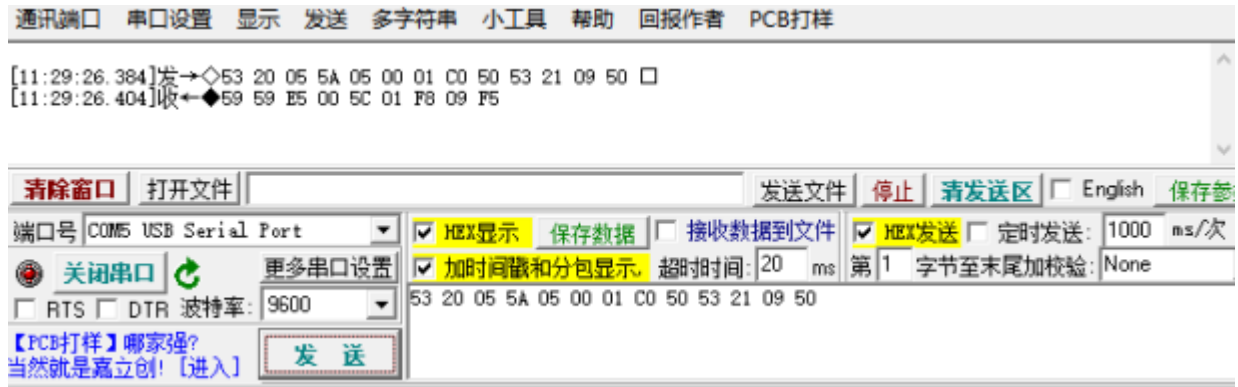 通讯端口 串口设置 显示 发送 多字符串 小工具 帮助 回报作者 PCB打样
[11:29:26.384]发→◇53 20 05 5A 05 00 01 C0 50 53 21 09 50 □
[11:29:26.404]收←◆59 59 E5 00 5C 01 F8 09 F5
清除窗口 打开文件 发送文件 停止 清发送区 English 保存参
端口号 COM5 USB Serial Port HEX显示 保存数据 接收数据到文件 HEX发送 定时发送: 1000 ms/次
关闭串口 更多串口设置 加时间戳和分包显示, 超时时间: 20 ms 第 1 字节至末尾加校验: None
RTS DTR 波特率: 9600 53 20 05 5A 05 00 01 C0 50 53 21 09 50
【PCB打样】哪家强?
当然就是嘉立创! [进入] 发 送